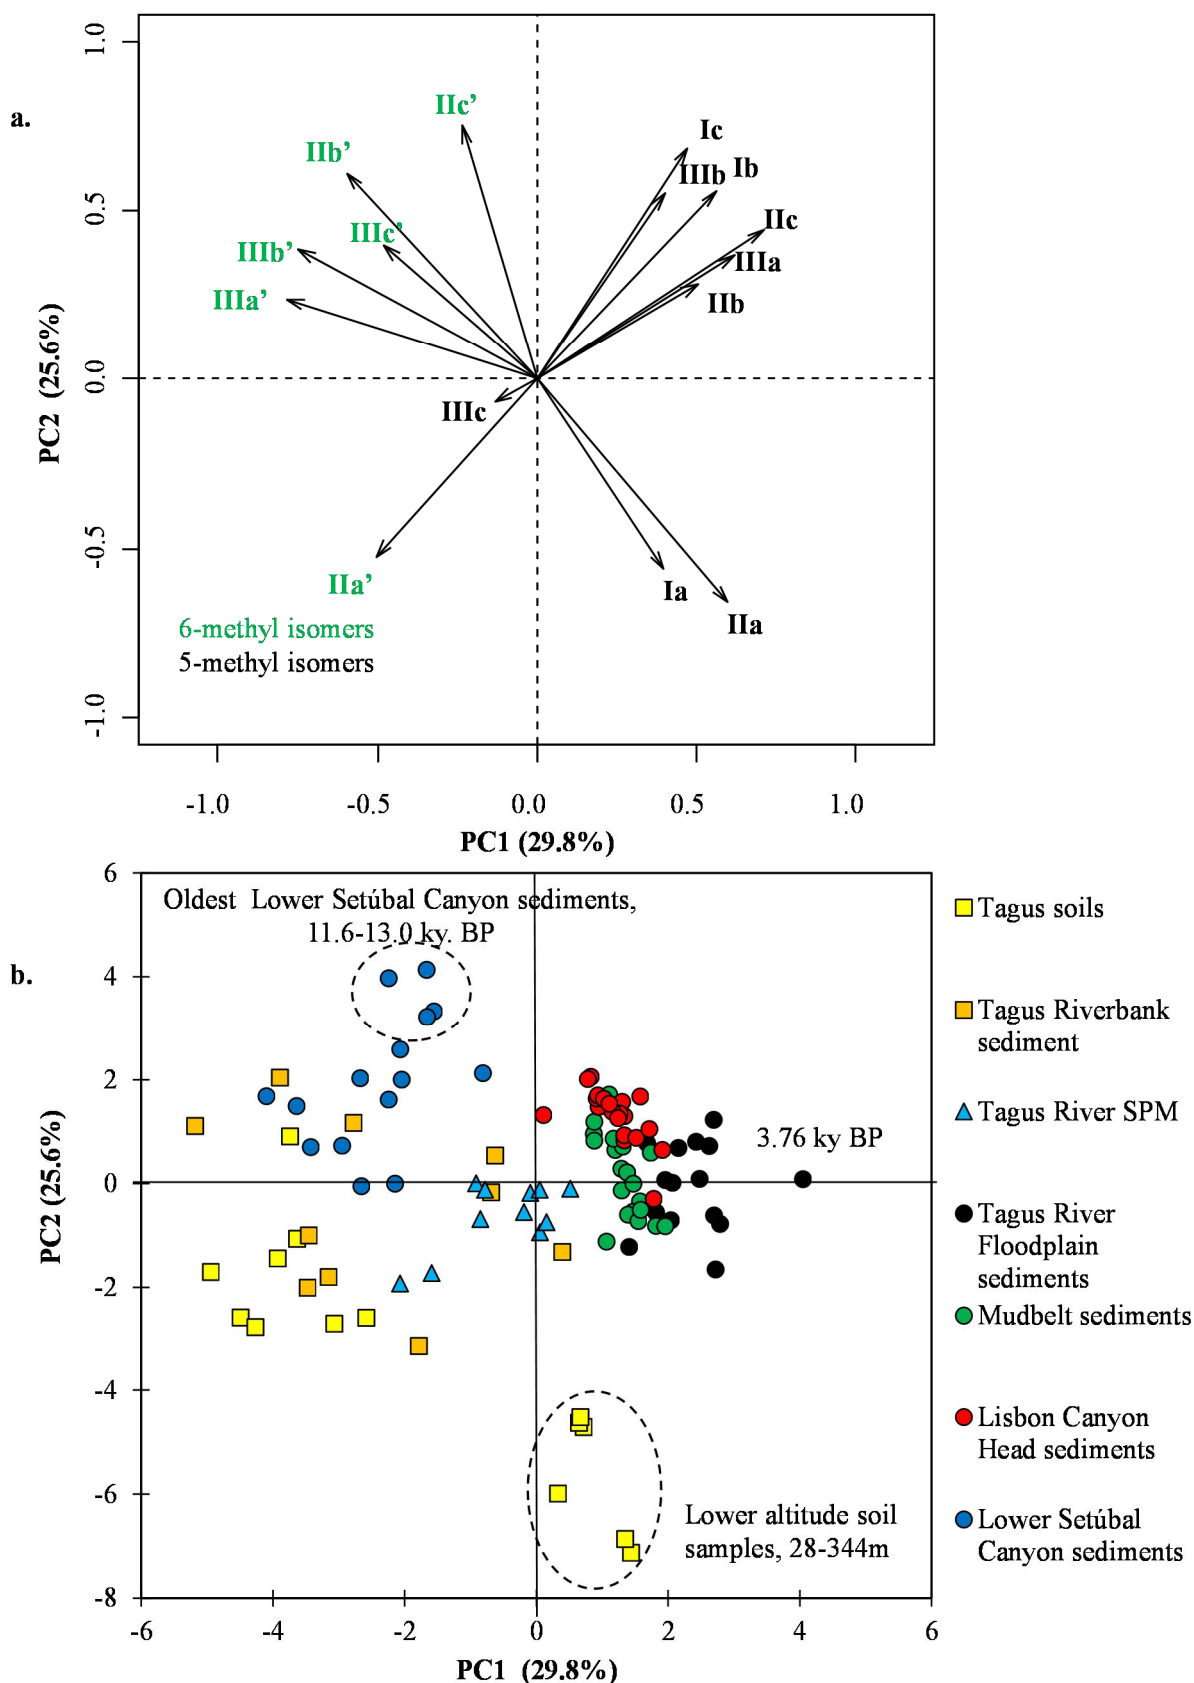 a.
1.0
0.5
0.0
-0.5
-1.0
PC2 (25.6%)
IIc’
IIb’
IIIc’
IIIb’
IIIa’
Ic
IIIb
Ib
IIc
IIIa
IIb
IIIc
IIa’
Ia
IIa
6-methyl isomers
5-methyl isomers
-1.0
-0.5
0.0
0.5
1.0
PC1 (29.8%)
b.
6
4
2
0
-2
-4
-6
-8
PC2 (25.6%)
Oldest Lower Setúbal Canyon sediments,
11.6-13.0 ky. BP
3.76 ky BP
Lower altitude soil
samples, 28-344m
-6
-4
-2
0
2
4
6
PC1 (29.8%)
Tagus soils
Tagus Riverbank
sediment
Tagus River SPM
Tagus River
Floodplain
sediments
Mudbelt sediments
Lisbon Canyon
Head sediments
Lower Setúbal
Canyon sediments